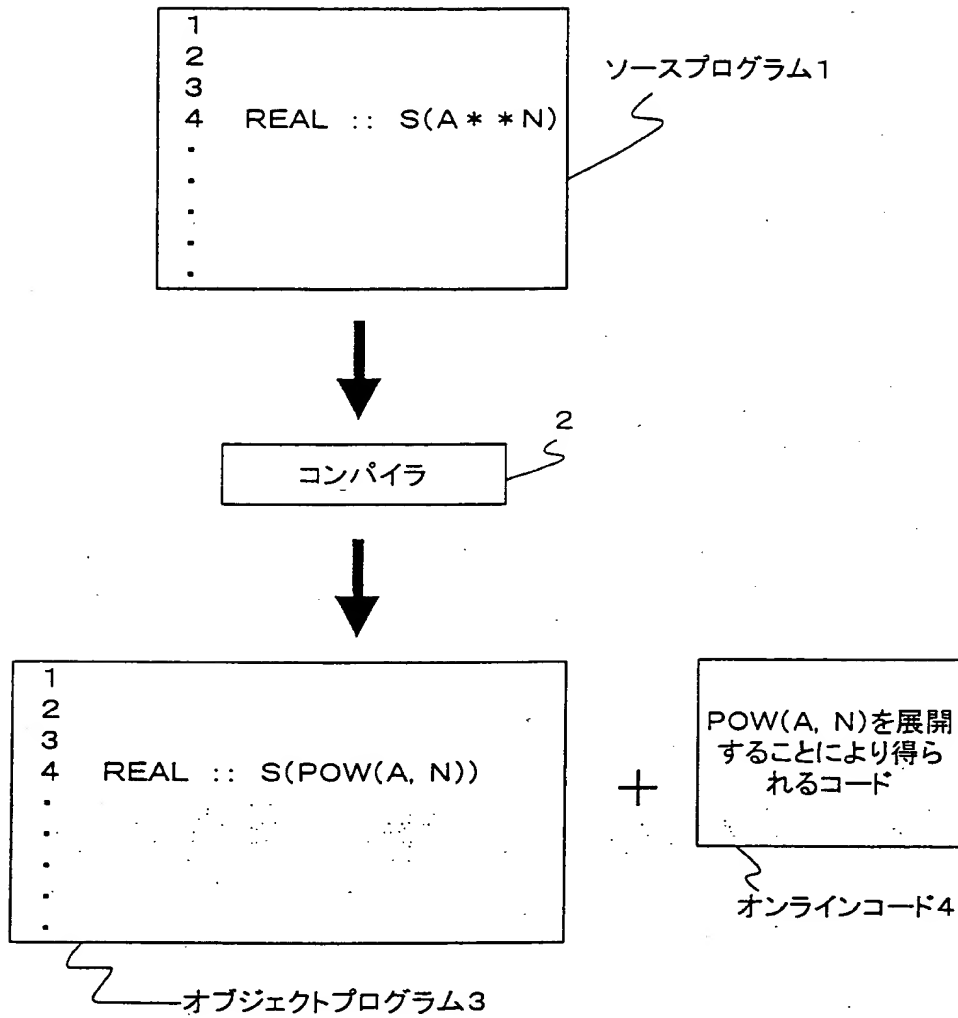 1
2
3
4 REAL :: S(A**N)
・
・
・
・
・
ソースプログラム1
2
コンパイラ
1
2
3
4 REAL :: S(POW(A, N))
・
・
・
・
・
+
POW(A, N)を展開
することにより得ら
れるコード
オンラインコード4
オブジェクトプログラム3